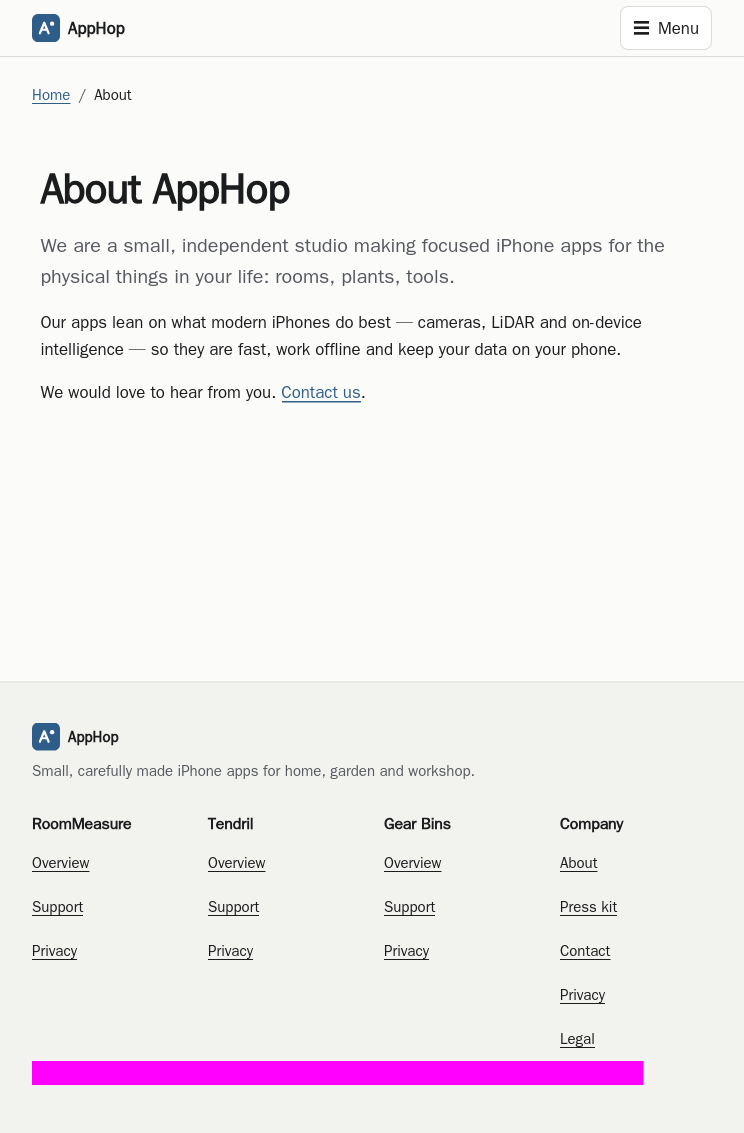 AppHop
Menu
Home / About
About AppHop
We are a small, independent studio making focused iPhone apps for the
physical things in your life: rooms, plants, tools.
Our apps lean on what modern iPhones do best — cameras, LiDAR and on-device
intelligence — so they are fast, work offline and keep your data on your phone.
We would love to hear from you. Contact us.
AppHop
Small, carefully made iPhone apps for home, garden and workshop.
RoomMeasure
Overview
Support
Privacy
Tendril
Overview
Support
Privacy
Gear Bins
Overview
Support
Privacy
Company
About
Press kit
Contact
Privacy
Legal